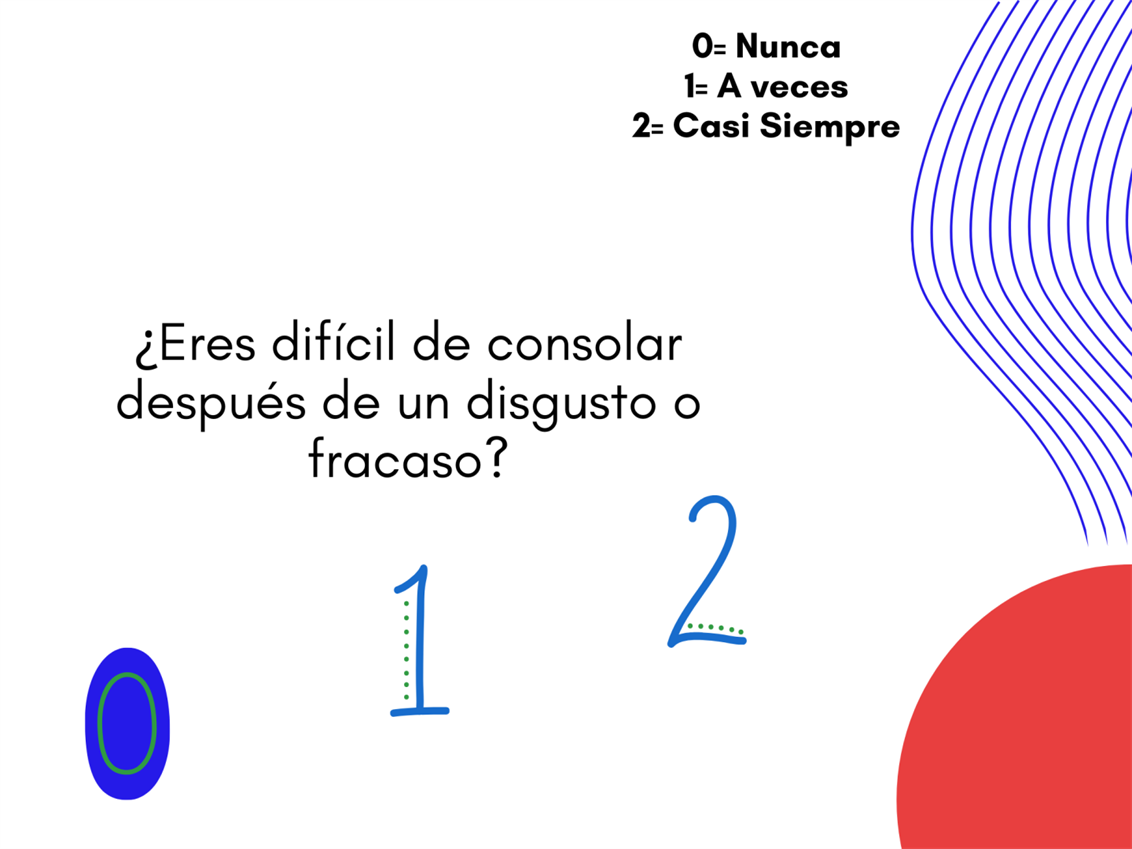 0= Nunca
1= A veces
2= Casi Siempre
¿Eres difícil de consolar
después de un disgusto o
fracaso?
2
1
0